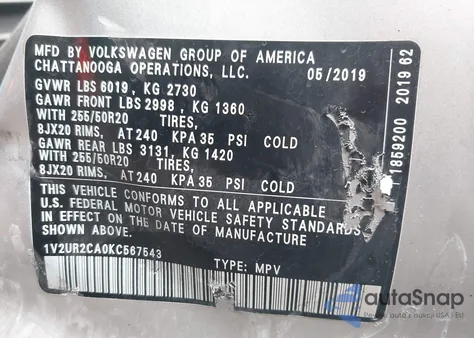 MFD BY VOLKSWAGEN GROUP OF AMERICA
CHATTANOOGA OPERATIONS, LLC. 05/2019
GVWR LBS 6019, KG 2730
GAWR FRONT LBS 2998, KG 1360
WITH 255/50R20 TIRES,
8JX20 RIMS, AT 240 KPA 35 PSI COLD
GAWR REAR LBS 3131, KG 1420
WITH 255/50R20 TIRES,
8JX20 RIMS, AT 240 KPA 35 PSI COLD
THIS VEHICLE CONFORMS TO ALL APPLICABLE
U.S. FEDERAL MOTOR VEHICLE SAFETY
IN EFFECT ON THE DATE OF MANUFACTURE
SHOWN ABOVE.
1V2UR2CA0KC567543
TYPE: MPV
1859200 2019 62
autoSnap